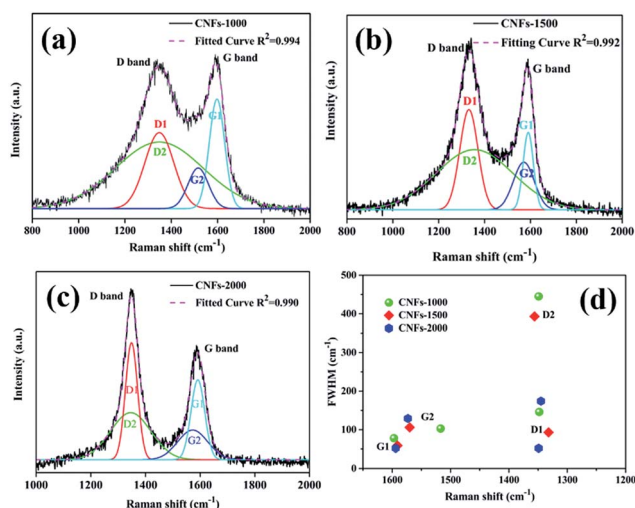 (a)
CNFs-1000
Fitted Curve R²=0.994
D band
G band
D1
D2
G1
G2
Intensity (a.u.)
800 1000 1200 1400 1600 1800 2000
Raman shift (cm⁻¹)
(b)
CNFs-1500
Fitting Curve R²=0.992
D band
G band
D1
D2
G1
G2
Intensity (a.u.)
800 1000 1200 1400 1600 1800 2000
Raman shift (cm⁻¹)
(c)
CNFs-2000
Fitted Curve R²=0.990
D band
G band
D1
D2
G1
G2
Intensity (a.u.)
1000 1200 1400 1600 1800 2000
Raman shift (cm⁻¹)
(d)
CNFs-1000
CNFs-1500
CNFs-2000
D2
G2
D1
G1
FWHM (cm⁻¹)
500
450
400
350
300
250
200
150
100
50
0
1600 1500 1400 1300 1200
Raman shift (cm⁻¹)